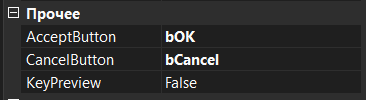 Прочее
AcceptButton bOK
CancelButton bCancel
KeyPreview False